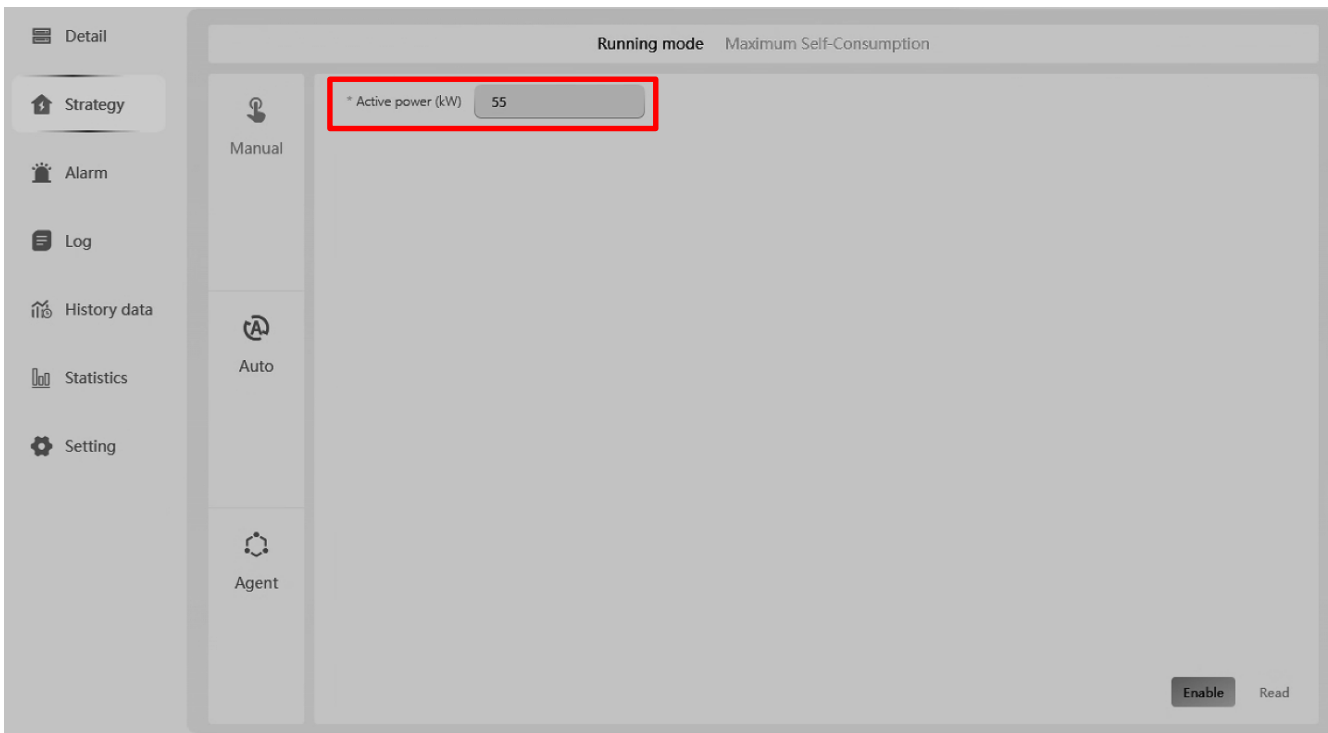 Detail
Strategy
Alarm
Log
History data
Statistics
Setting
Running mode Maximum Self-Consumption
Manual
Auto
Agent
* Active power (kW) 55
Enable Read